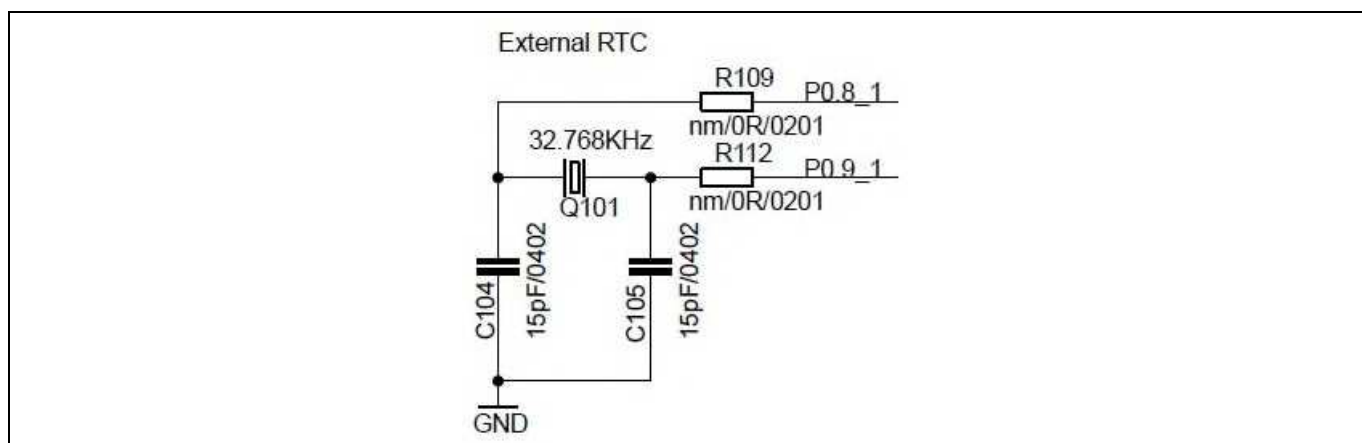 External RTC
R109
P0.8_1
nm/0R/0201
32.768KHz
R112
P0.9_1
Q101
nm/0R/0201
C104
15pF/0402
C105
15pF/0402
GND